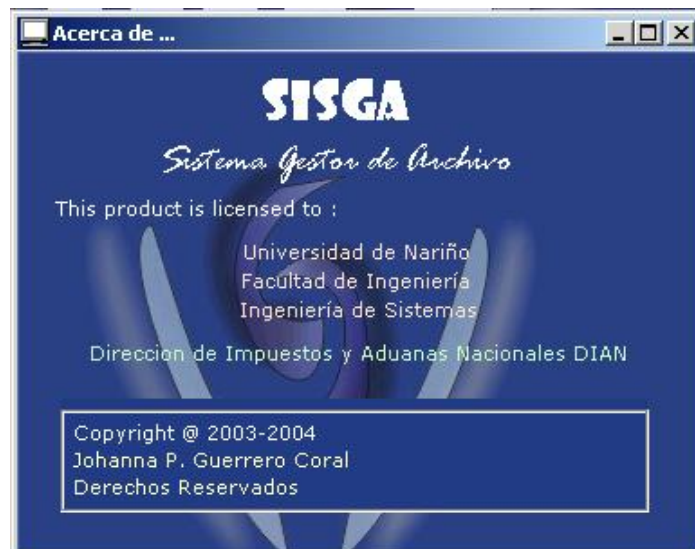 Acerca de ...
SISGA
Sistema Gestor de Archivo
This product is licensed to :
Universidad de Nariño
Facultad de Ingeniería
Ingeniería de Sistemas
Direccion de Impuestos y Aduanas Nacionales DIAN
Copyright @ 2003-2004
Johanna P. Guerrero Coral
Derechos Reservados